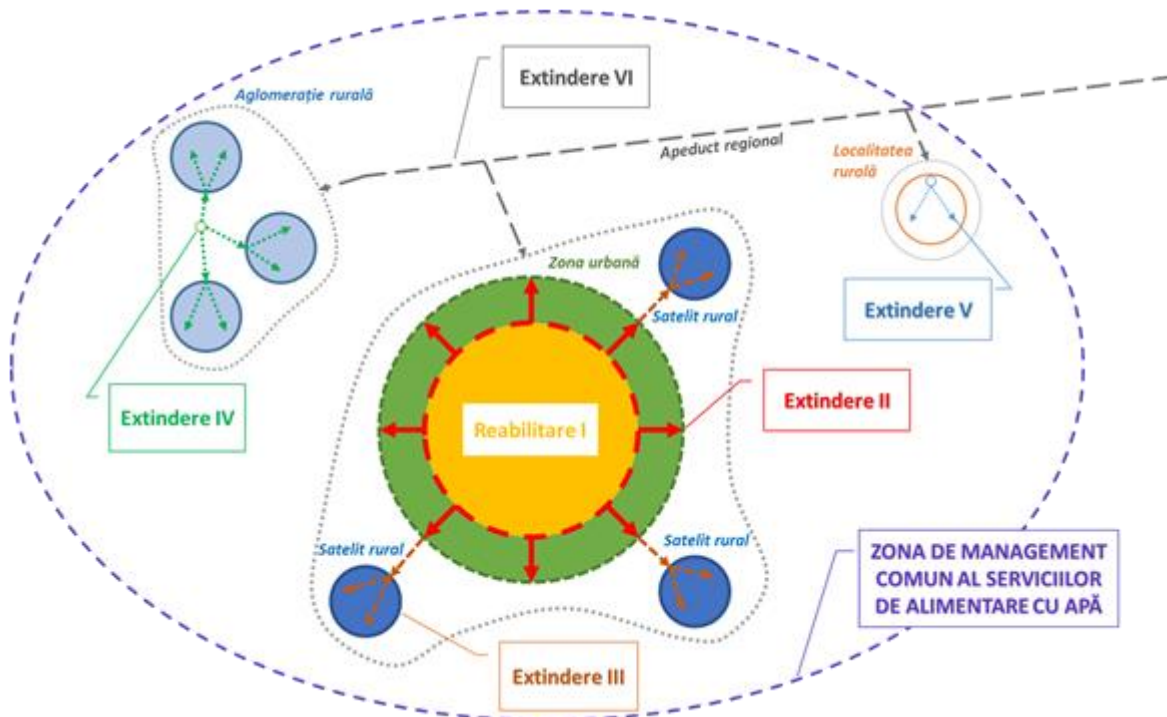 Extindere VI
Aglomerație rurală
Apeduct regional
Localitatea
rurală
Zona urbană
Satelit rural
Extindere V
Extindere IV
Extindere II
Reabilitare I
Satelit rural
Satelit rural
ZONA DE MANAGEMENT
COMUN AL SERVICIILOR
DE ALIMENTARE CU APĂ
Extindere III